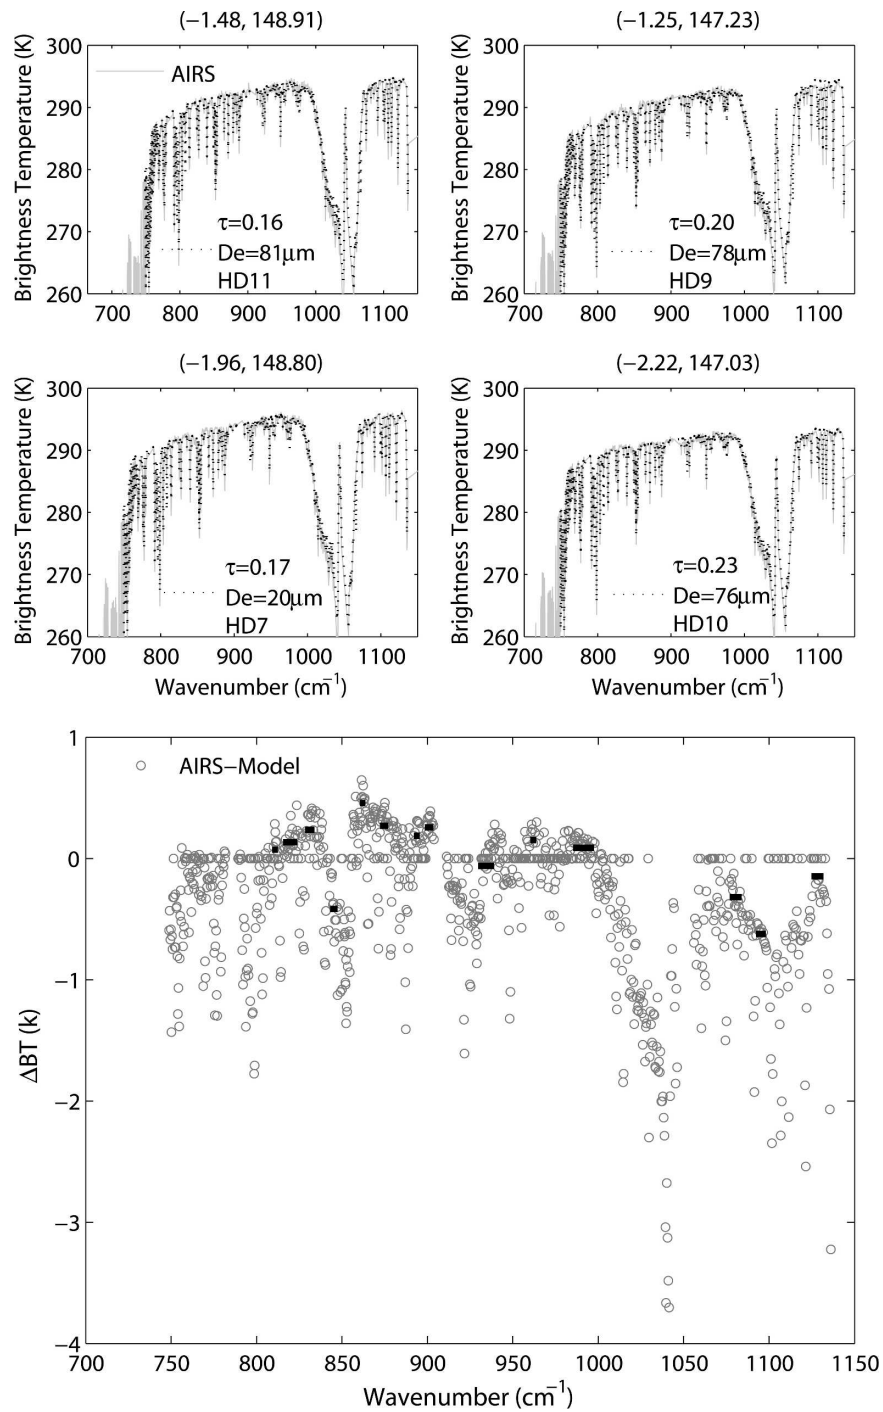 (−1.48, 148.91)
(−1.25, 147.23)
Brightness Temperature (K)
300
290
280
270
260
AIRS
τ=0.16
De=81μm
HD11
800
900
1000
1100
Brightness Temperature (K)
300
290
280
270
260
τ=0.20
De=78μm
HD9
700
800
900
1000
1100
(−1.96, 148.80)
(−2.22, 147.03)
Brightness Temperature (K)
300
290
280
270
260
τ=0.17
De=20μm
HD7
700
800
900
1000
1100
Wavenumber (cm−1)
Brightness Temperature (K)
300
290
280
270
260
τ=0.23
De=76μm
HD10
700
800
900
1000
1100
Wavenumber (cm−1)
ΔBT (k)
1
0
−1
−2
−3
−4
AIRS−Model
700
750
800
850
900
950
1000
1050
1100
1150
Wavenumber (cm−1)